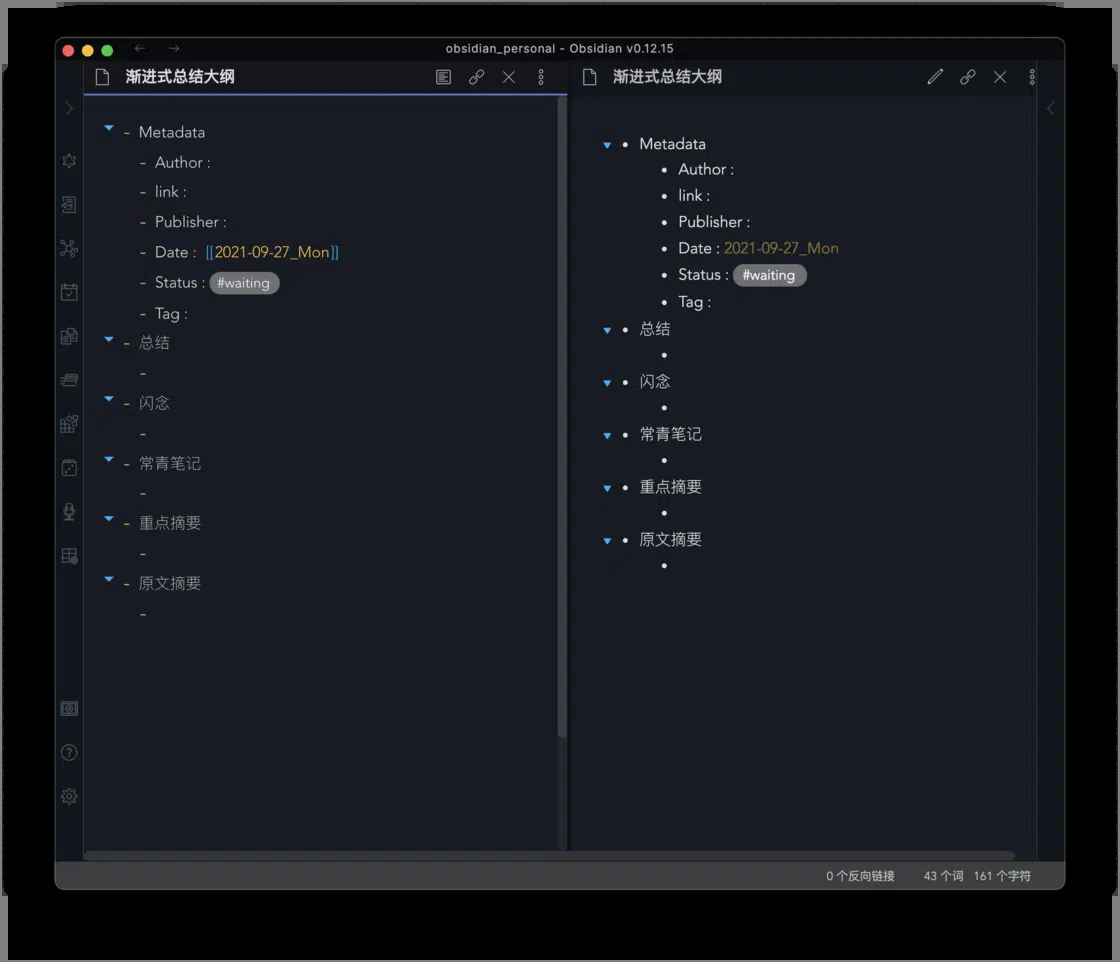 obsidian_personal - Obsidian v0.12.15
渐进式总结大纲
- Metadata
- Author :
- link :
- Publisher :
- Date : [[2021-09-27_Mon]]
- Status : #waiting
- Tag :
- 总结
-
- 闪念
-
- 常青笔记
-
- 重点摘要
-
- 原文摘要
-
渐进式总结大纲
• Metadata
• Author :
• link :
• Publisher :
• Date : 2021-09-27_Mon
• Status : #waiting
• Tag :
• 总结
•
• 闪念
•
• 常青笔记
•
• 重点摘要
•
• 原文摘要
•
0 个反向链接 43 个词 161 个字符